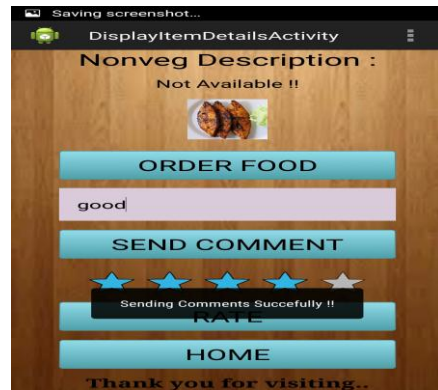 Saving screenshot...
DisplayItemDetailsActivity
Nonveg Description :
Not Available !!
ORDER FOOD
good
SEND COMMENT
Sending Comments Succefully !!
RATE
HOME
Thank you for visiting..